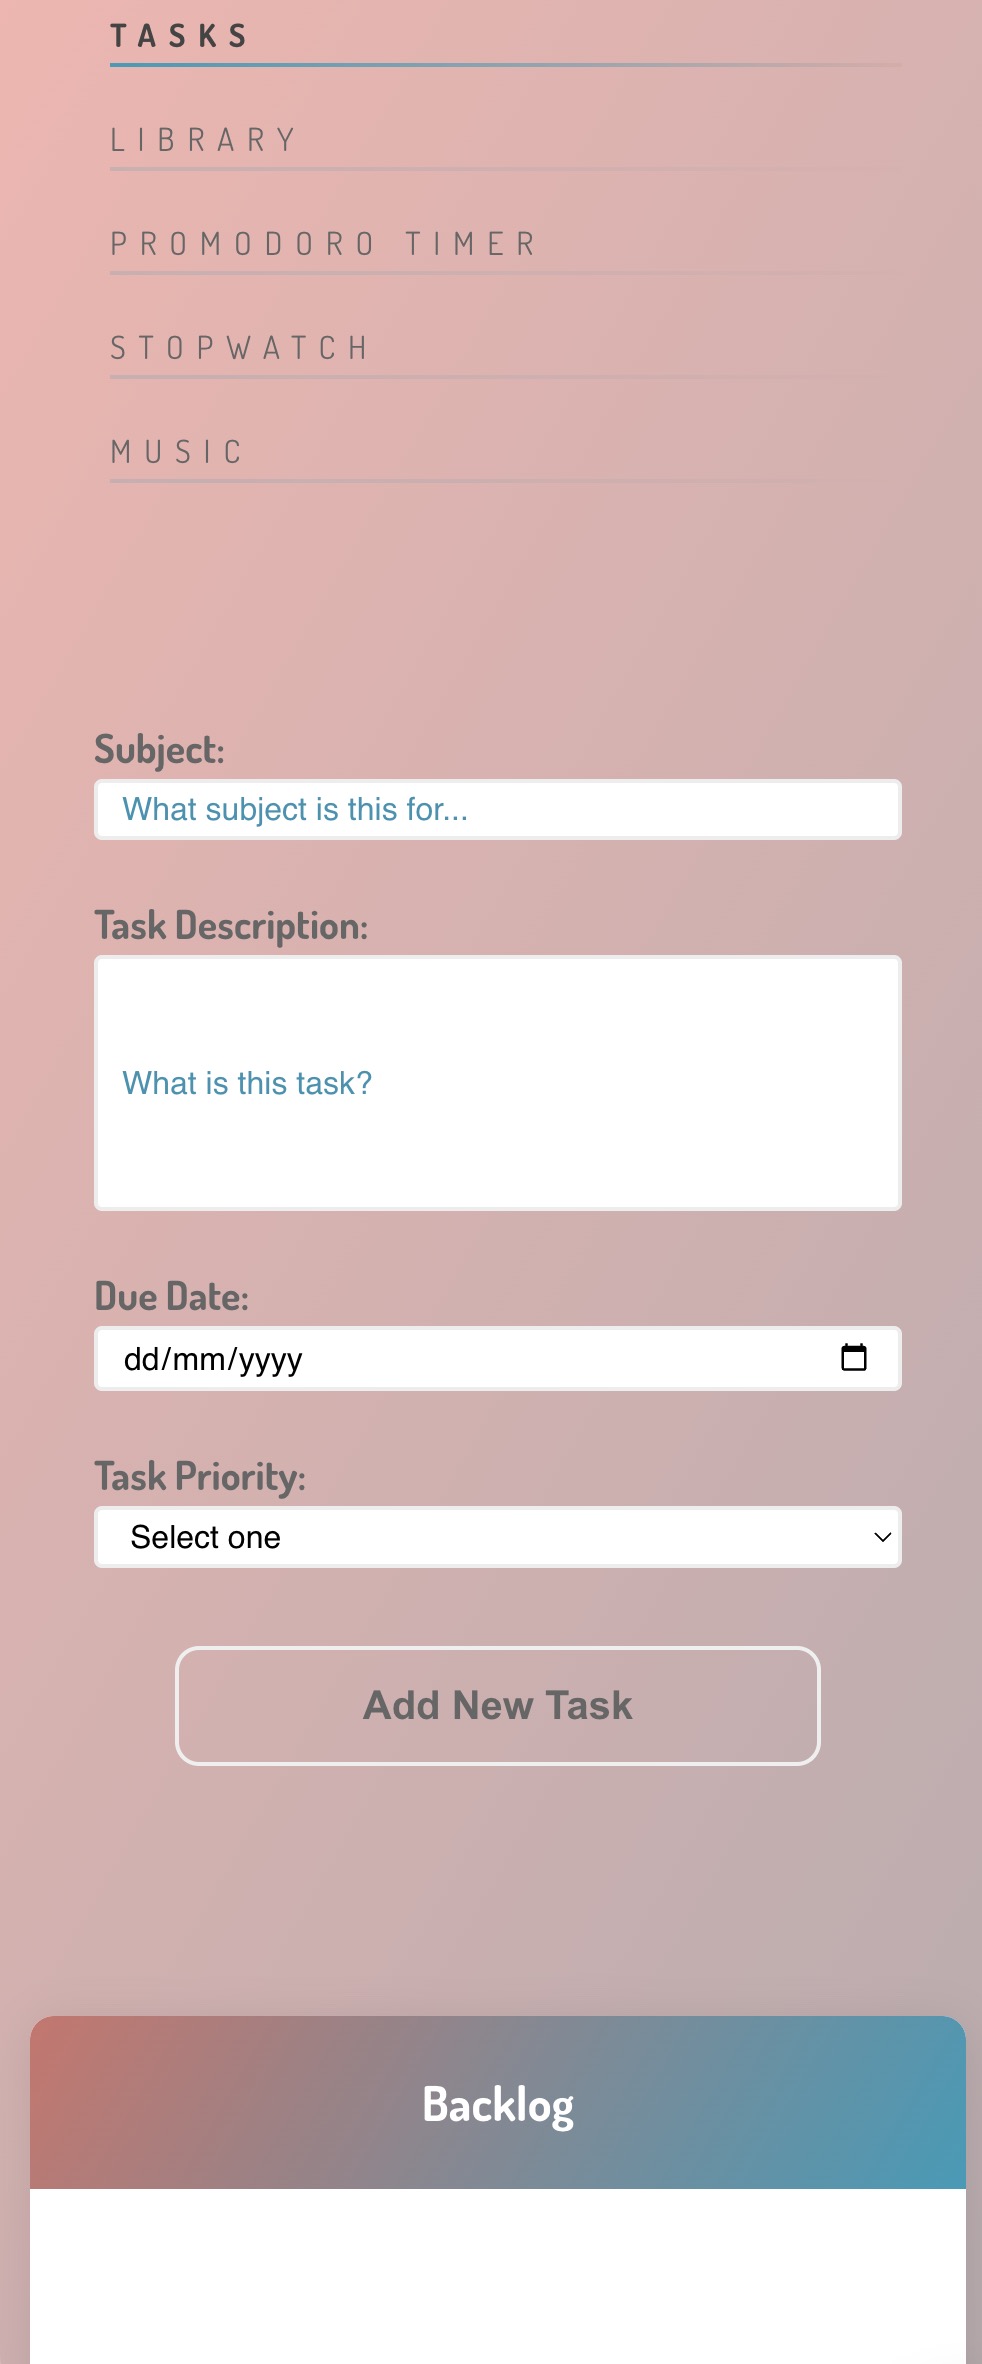 TASKS
LIBRARY
PROMODORO TIMER
STOPWATCH
MUSIC
Subject:
What subject is this for...
Task Description:
What is this task?
Due Date:
dd/mm/yyyy
Task Priority:
Select one
Add New Task
Backlog